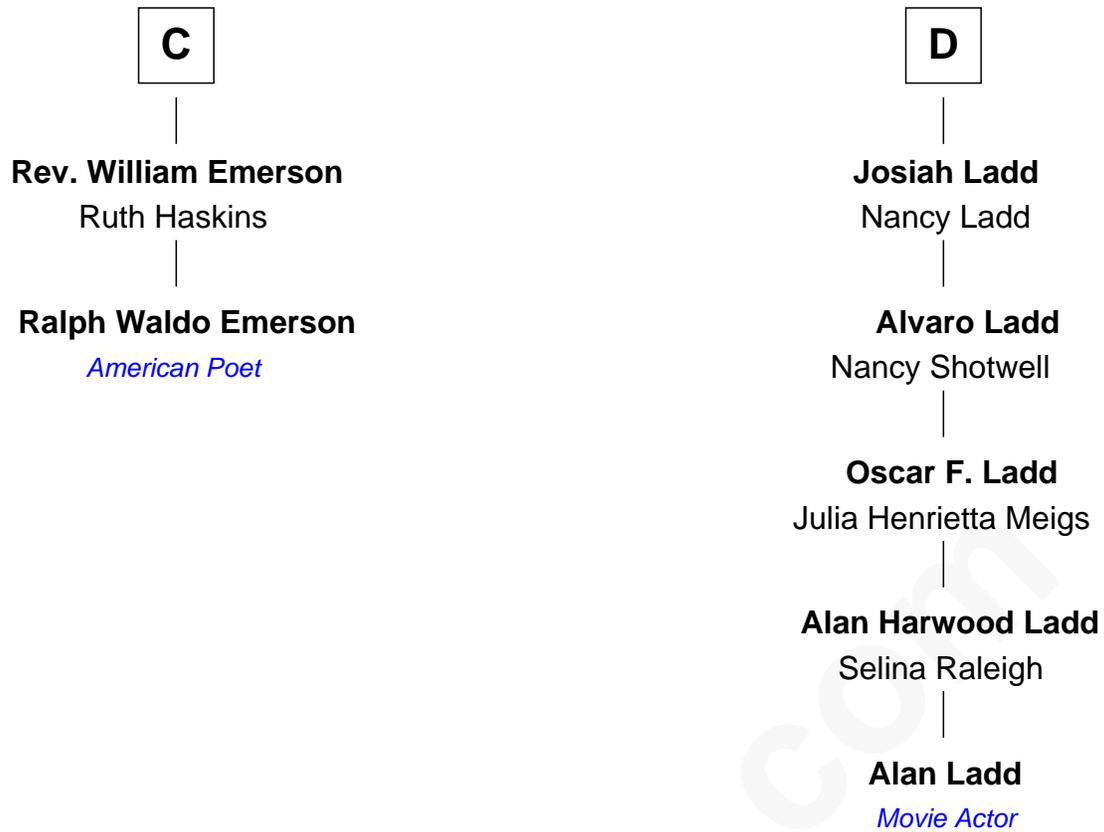 C
Rev. William Emerson
Ruth Haskins
Ralph Waldo Emerson
American Poet
D
Josiah Ladd
Nancy Ladd
Alvaro Ladd
Nancy Shotwell
Oscar F. Ladd
Julia Henrietta Meigs
Alan Harwood Ladd
Selina Raleigh
Alan Ladd
Movie Actor
com